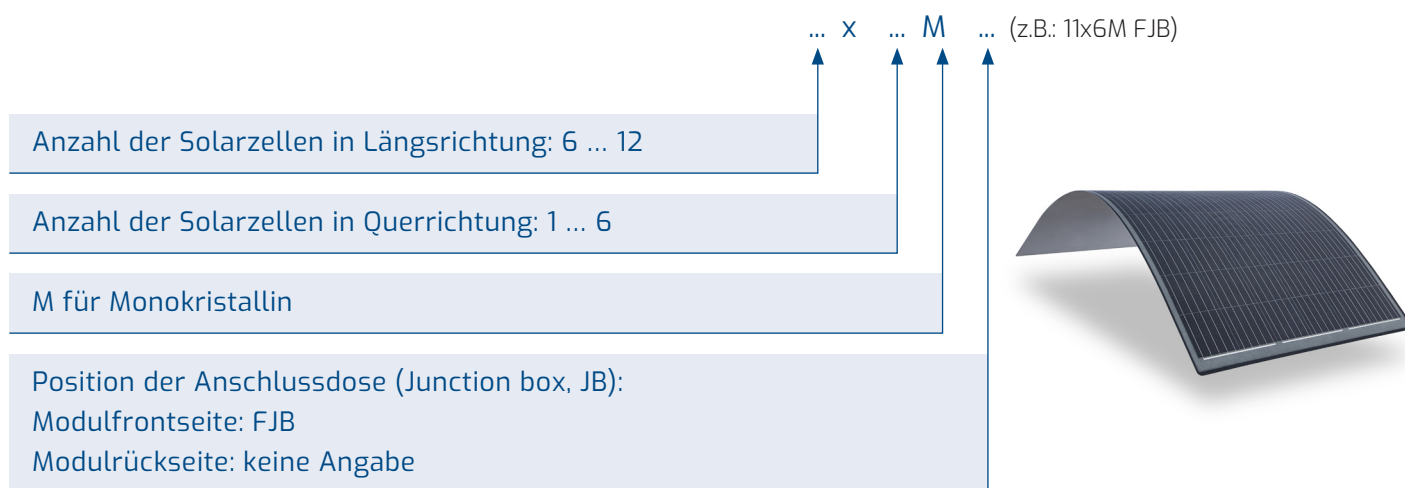 ... x ... M ... (z.B.: 11x6M FJB)
Anzahl der Solarzellen in Längsrichtung: 6 ... 12
Anzahl der Solarzellen in Querrichtung: 1 ... 6
M für Monokristallin
Position der Anschlussdose (Junction box, JB):
Modulfrontseite: FJB
Modulrückseite: keine Angabe